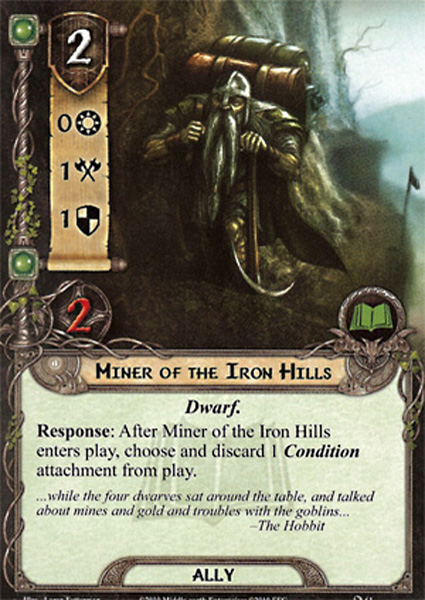 2
0
1
1
2
MINER OF THE IRON HILLS
Dwarf.
Response: After Miner of the Iron Hills
enters play, choose and discard 1 Condition
attachment from play.
...while the four dwarves sat around the table, and talked
about mines and gold and troubles with the goblins...
–The Hobbit
ALLY